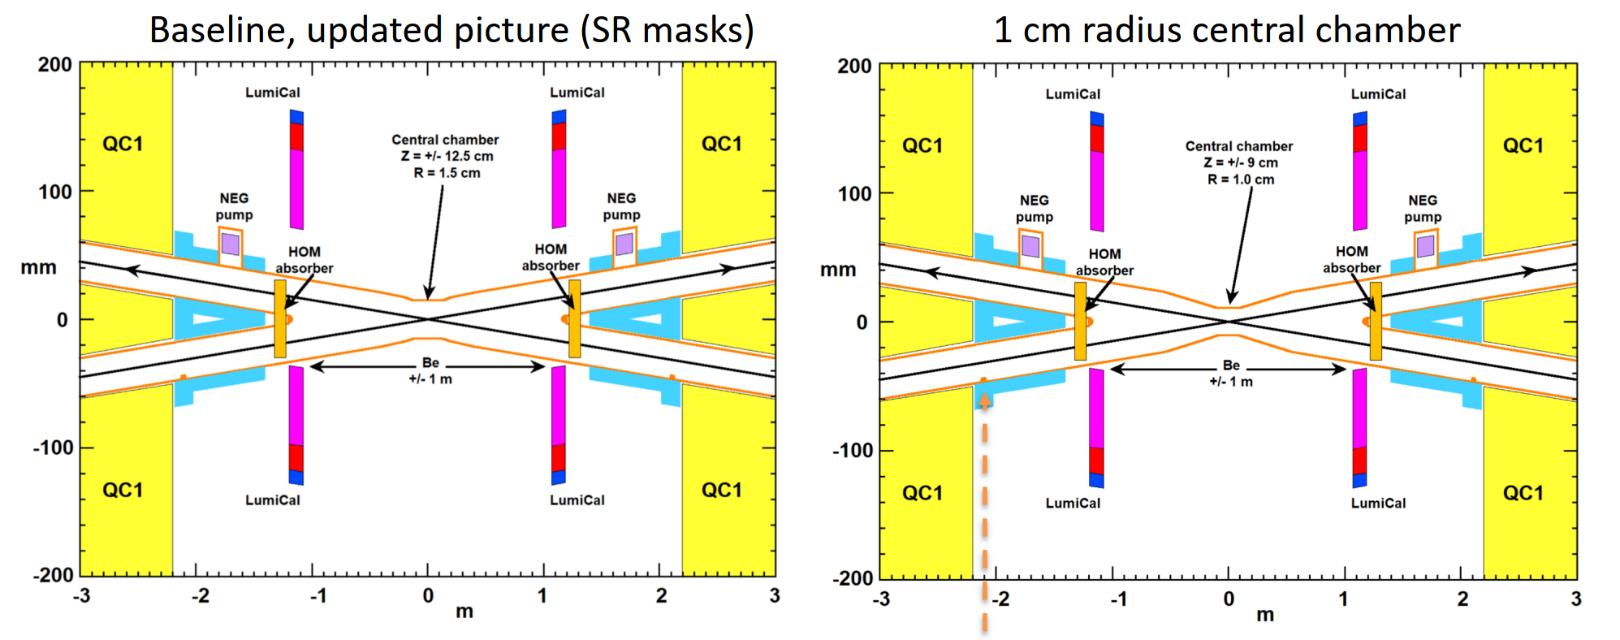 Baseline, updated picture (SR masks)
200
100
0
-100
-200
mm
-3
-2
-1
0
1
2
3
m
LumiCal
LumiCal
QC1
QC1
Central chamber
Z = +/- 12.5 cm
R = 1.5 cm
NEG
pump
NEG
pump
HOM
absorber
HOM
absorber
Be
+/- 1 m
QC1
QC1
LumiCal
LumiCal
1 cm radius central chamber
200
100
0
-100
-200
mm
-3
-2
-1
0
1
2
3
m
LumiCal
LumiCal
QC1
QC1
Central chamber
Z = +/- 9 cm
R = 1.0 cm
NEG
pump
NEG
pump
HOM
absorber
HOM
absorber
Be
+/- 1 m
QC1
QC1
LumiCal
LumiCal